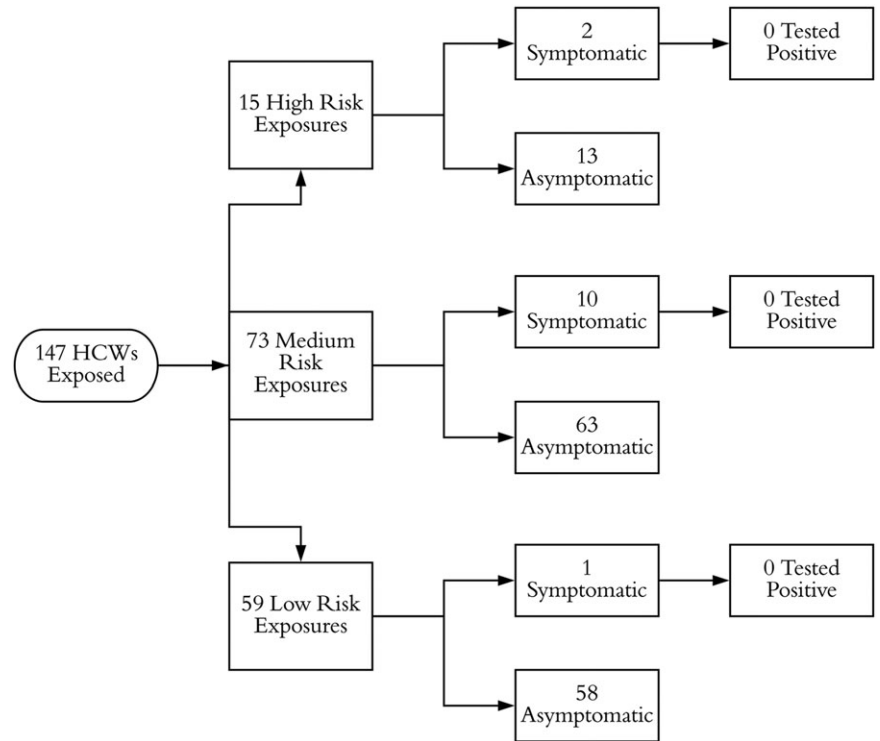 147 HCWs
Exposed
15 High Risk
Exposures
2
Symptomatic
0 Tested
Positive
13
Asymptomatic
73 Medium
Risk
Exposures
10
Symptomatic
0 Tested
Positive
63
Asymptomatic
59 Low Risk
Exposures
1
Symptomatic
0 Tested
Positive
58
Asymptomatic